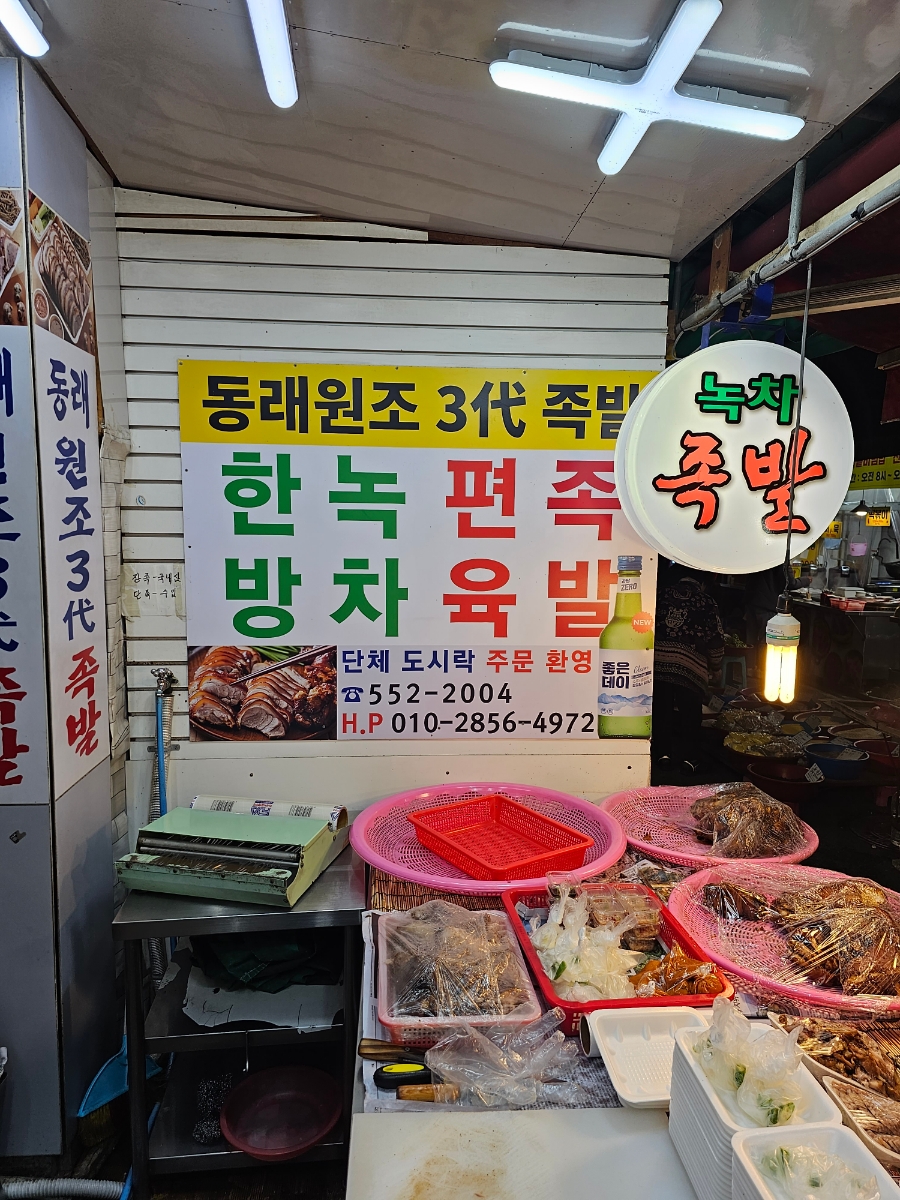 동래원조 3代 족발
한 녹 편 족
방 차 육 발
단체 도시락 주문 환영
☎552-2004
H.P 010-2856-4972
ZERO
NEW
좋은
데이
녹차
족발
동래
원조
3代
족발